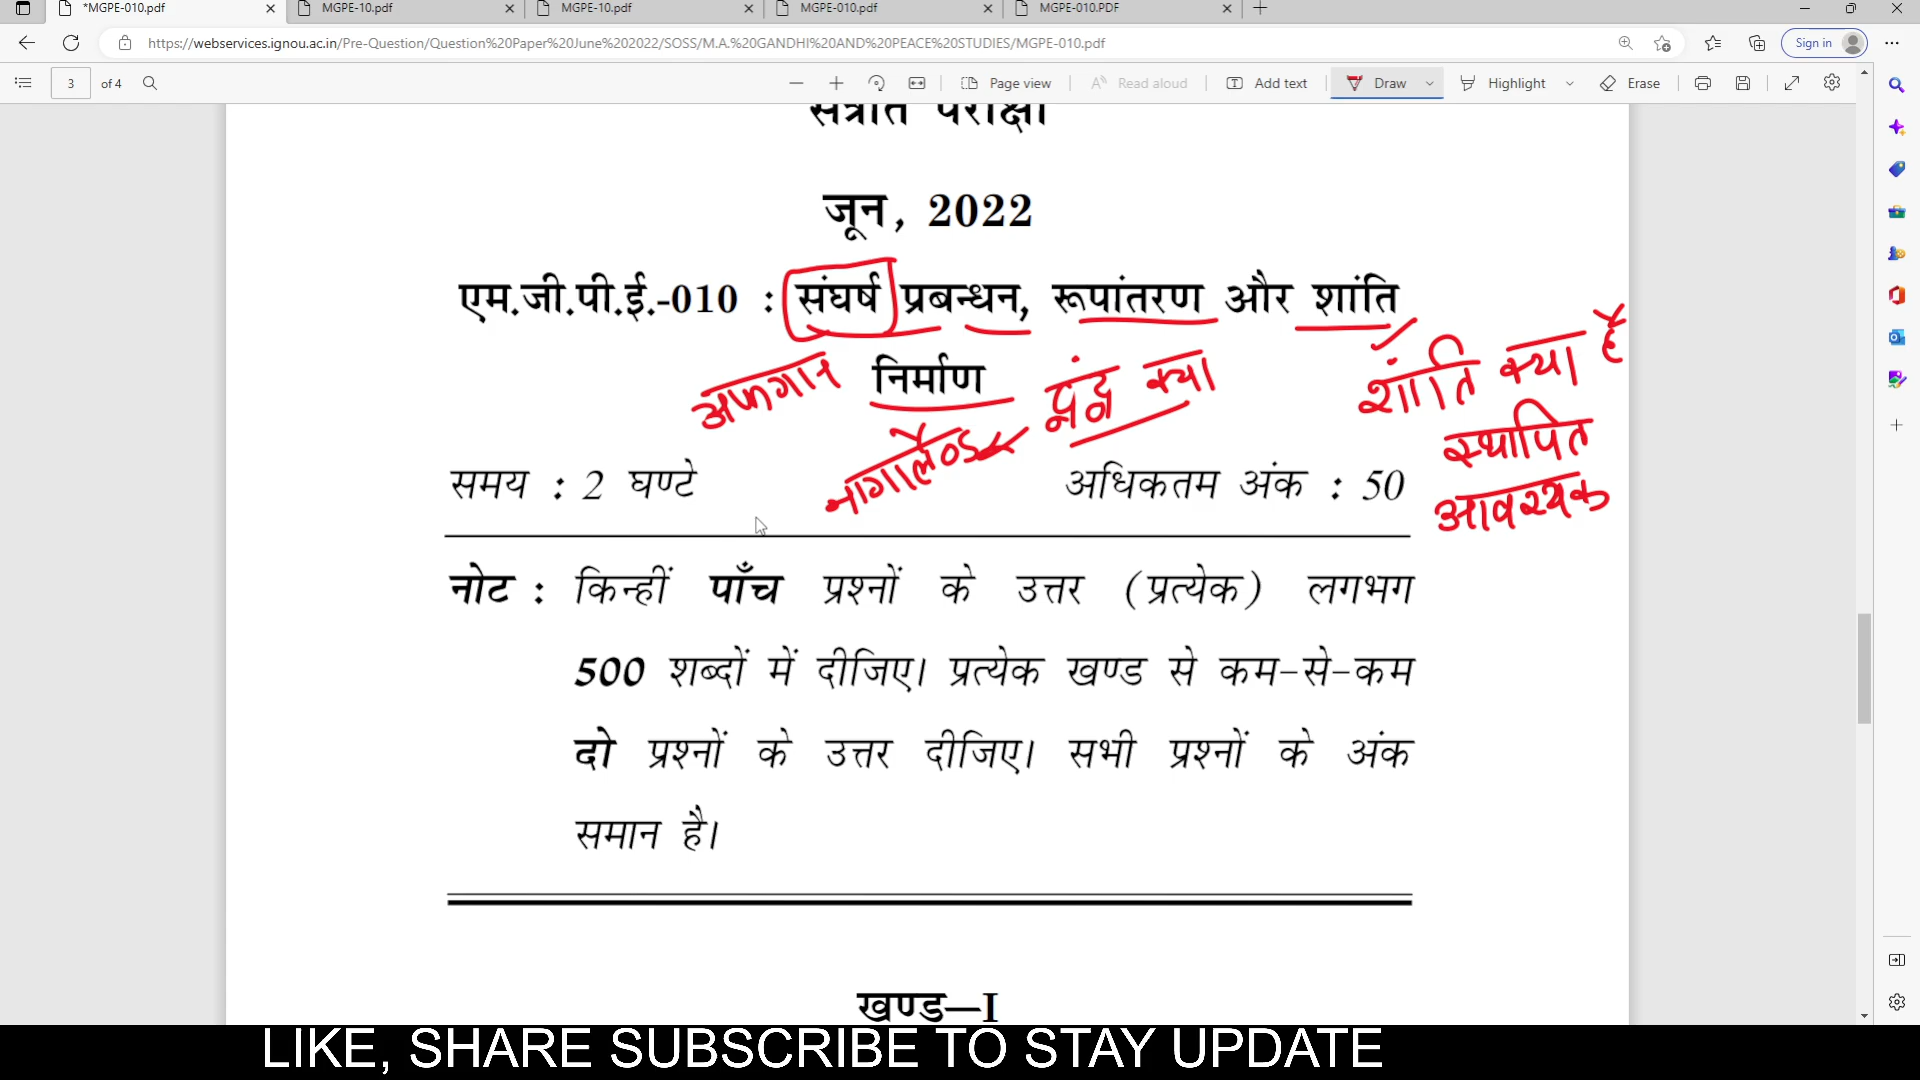 *MGPE-010.pdf
MGPE-10.pdf
MGPE-10.pdf
MGPE-010.pdf
MGPE-010.PDF
https://webservices.ignou.ac.in/Pre-Question/Question%20Paper%20June%202022/SOSS/M.A.%20GANDHI%20AND%20PEACE%20STUDIES/MGPE-010.pdf
Sign in
3 of 4
Page view
Read aloud
Add text
Draw
Highlight
Erase
सत्रांत परीक्षा
जून, 2022
एम.जी.पी.ई.-010 : संघर्ष प्रबन्धन, रूपांतरण और शांति
निर्माण
अफगान
नागालैण्ड
द्वंद्व क्या
शांति क्या है
स्थापित
आवश्यक
समय : 2 घण्टे
अधिकतम अंक : 50
नोट : किन्हीं पाँच प्रश्नों के उत्तर (प्रत्येक) लगभग
500 शब्दों में दीजिए। प्रत्येक खण्ड से कम-से-कम
दो प्रश्नों के उत्तर दीजिए। सभी प्रश्नों के अंक
समान है।
खण्ड—I
LIKE, SHARE SUBSCRIBE TO STAY UPDATE